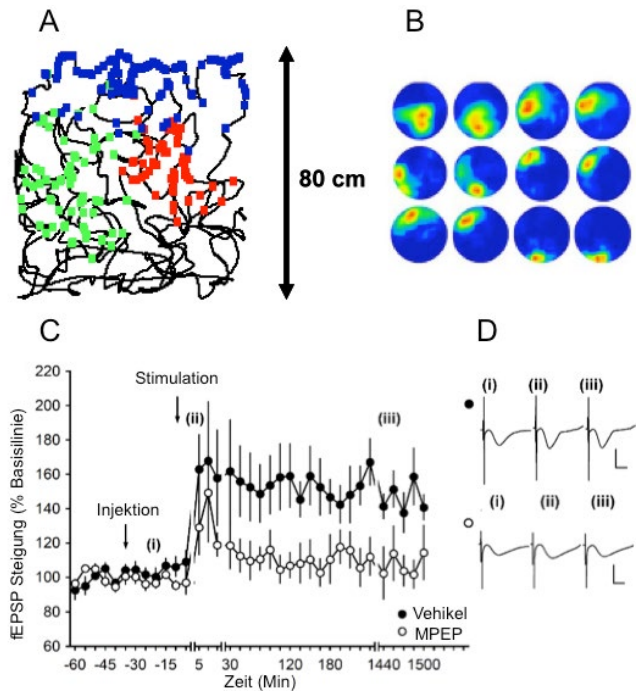 A
B
80 cm
C
D
220
200
180
160
140
120
100
80
60
fEPSP Steigung (% Basisilinie)
Stimulation
Injektion
(i)
(ii)
(iii)
Vehikel
MPEP
-60 -45 -30 -15 5 30 120 180 1440 1500
Zeit (Min)
(i) (ii) (iii)
(i) (ii) (iii)